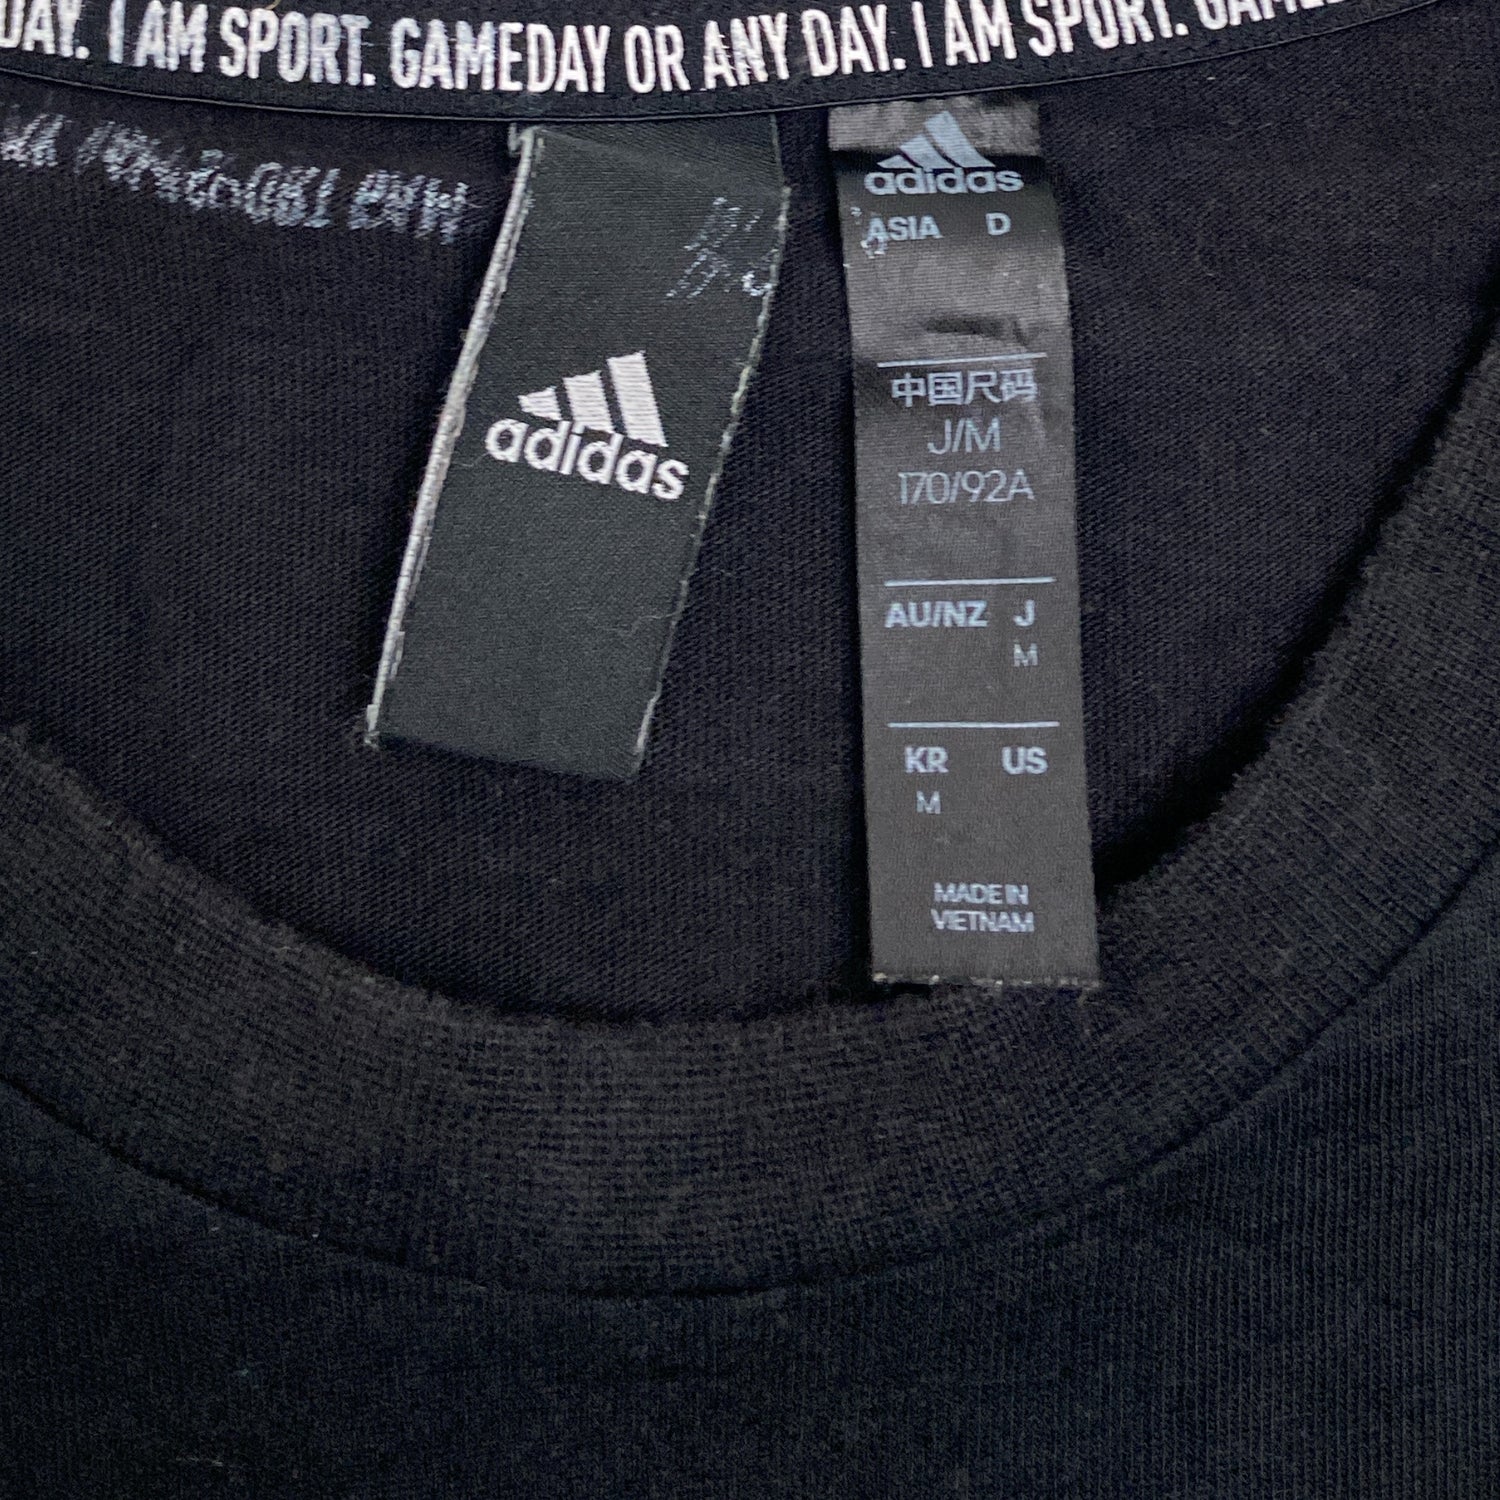 DAY. I AM SPORT. GAMEDAY OR ANY DAY. I AM SPORT.
adidas
adidas
ASIA D
中国尺码
J/M
170/92A
AU/NZ J
M
KR US
M
MADE IN
VIETNAM